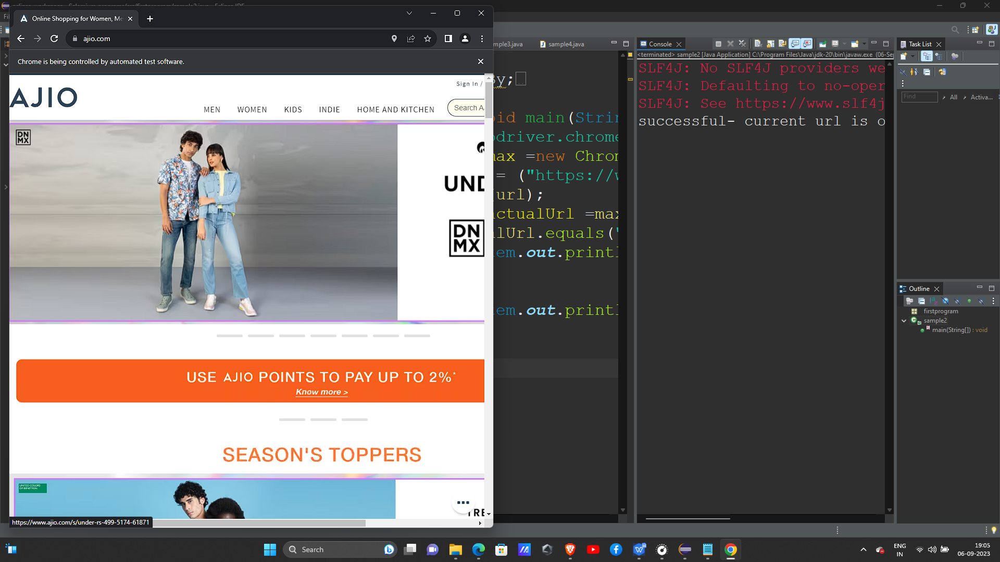 Online Shopping for Women, Me
ajio.com
Chrome is being controlled by automated test software.
Sign In /
AJIO
MEN WOMEN KIDS INDIE HOME AND KITCHEN
Search A
DN
MX
UND
DN
MX
USE AJIO POINTS TO PAY UP TO 2%*
Know more >
SEASON'S TOPPERS
UNITED COLORS
OF BENETTON
TRE
https://www.ajio.com/s/under-rs-499-5174-61871
mple3.java
sample4.java
y;
id main(Strin
driver.chrome
ax =new Chrom
= ("https://w
url);
ctualUrl =max
lUrl.equals("
em.out.printl
em.out.printl
Console
<terminated> sample2 [Java Application] C:\Program Files\Java\jdk-20\bin\javaw.exe (06-Sep
SLF4J: No SLF4J providers we
SLF4J: Defaulting to no-oper
SLF4J: See https://www.slf4j
successful- current url is o
Task List
Find
All
Activa...
Outline
firstprogram
sample2
main(String[]) : void
Search
ENG
IN
19:05
06-09-2023